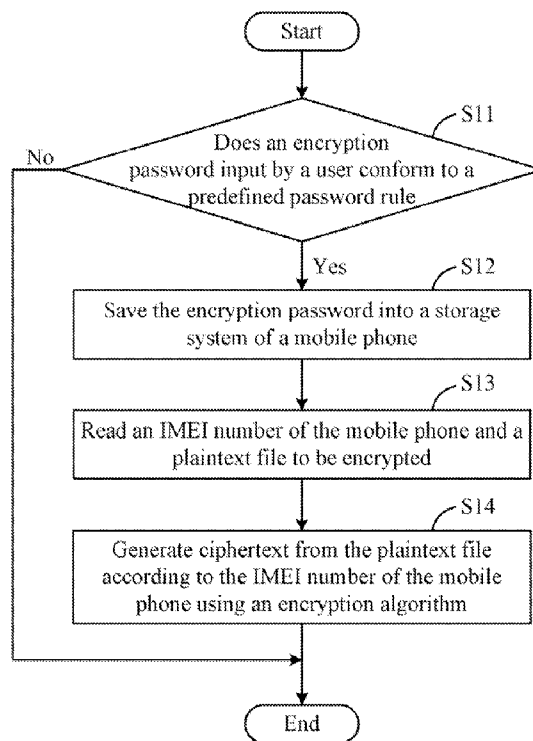 Start
S11
Does an encryption
password input by a user conform to a
predefined password rule
No
Yes
S12
Save the encryption password into a storage
system of a mobile phone
S13
Read an IMEI number of the mobile phone and a
plaintext file to be encrypted
S14
Generate ciphertext from the plaintext file
according to the IMEI number of the mobile
phone using an encryption algorithm
End